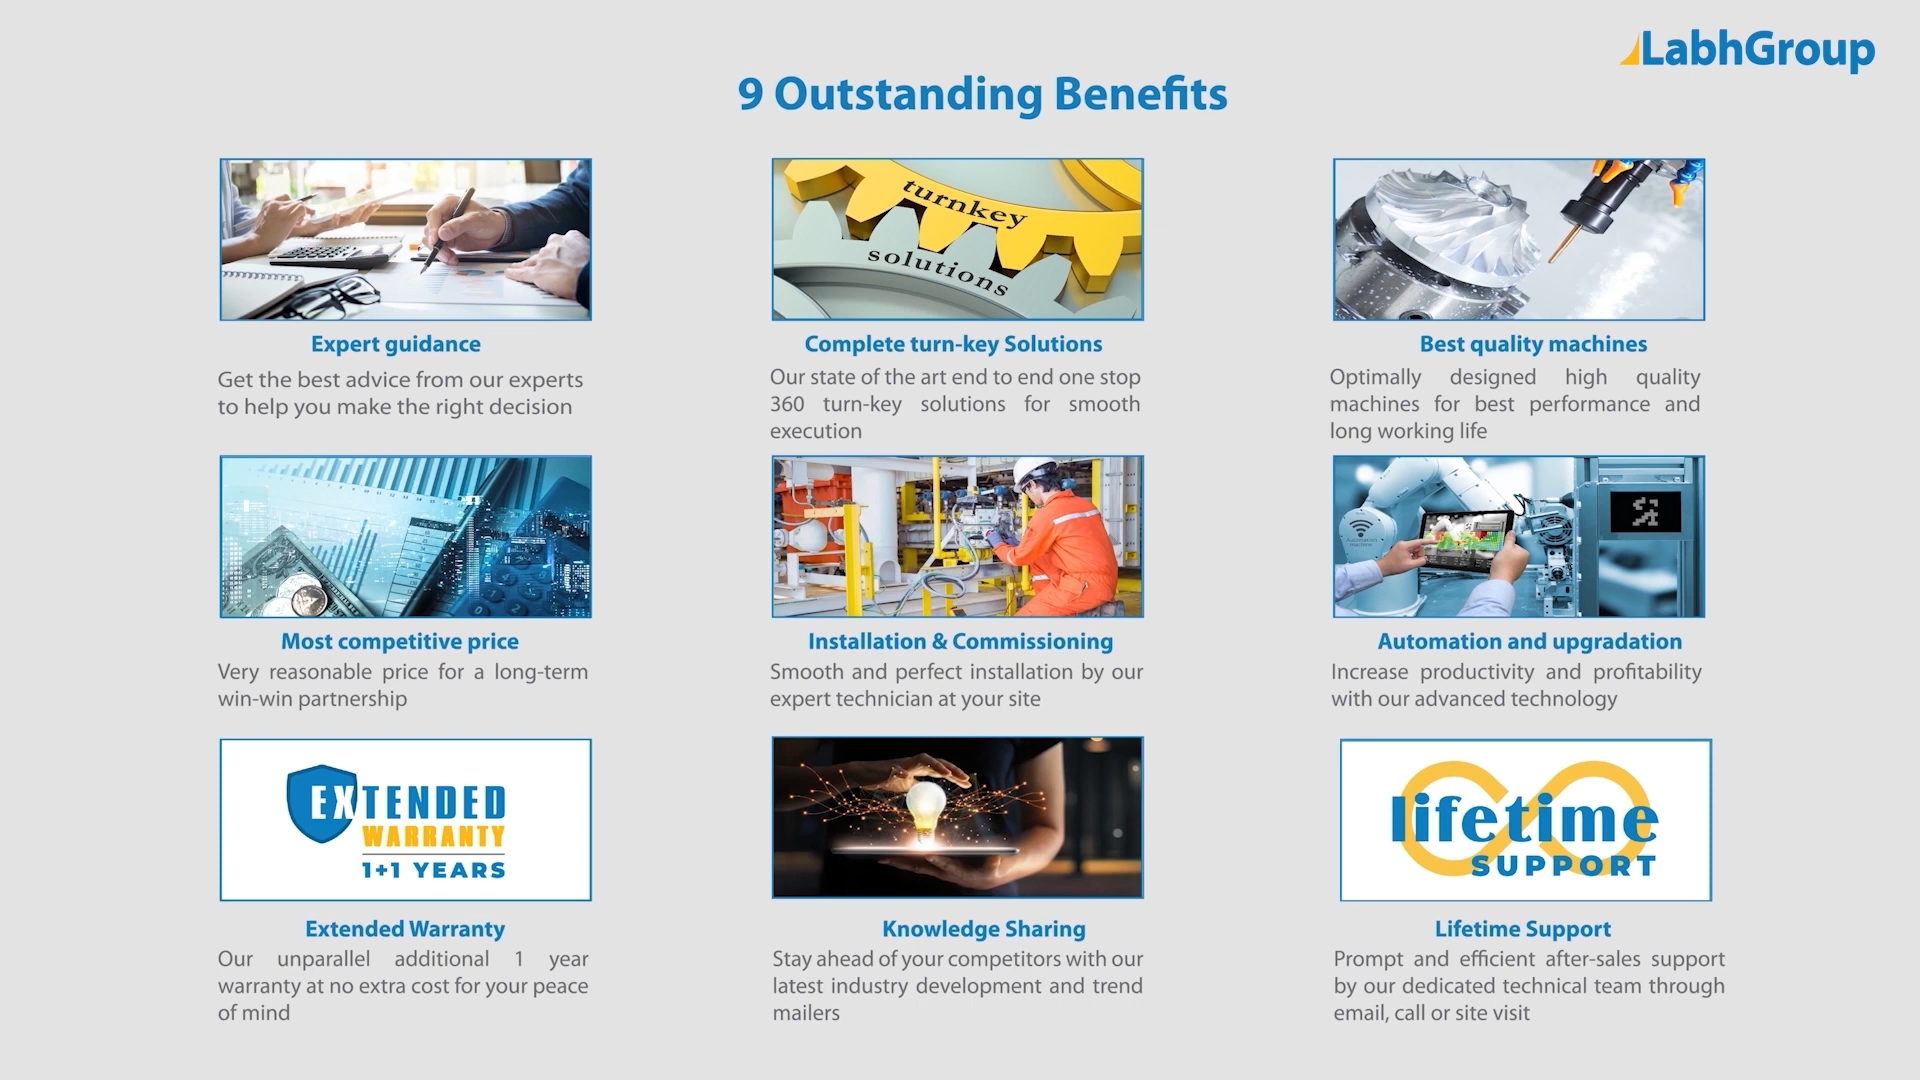 LabhGroup
9 Outstanding Benefits
turnkey
solutions
Expert guidance
Get the best advice from our experts
to help you make the right decision
Complete turn-key Solutions
Our state of the art end to end one stop
360 turn-key solutions for smooth
execution
Best quality machines
Optimally designed high quality
machines for best performance and
long working life
Automation
machine
Most competitive price
Very reasonable price for a long-term
win-win partnership
Installation & Commissioning
Smooth and perfect installation by our
expert technician at your site
Automation and upgradation
Increase productivity and profitability
with our advanced technology
EXTENDED
WARRANTY
1+1 YEARS
lifetime
SUPPORT
Extended Warranty
Our unparallel additional 1 year
warranty at no extra cost for your peace
of mind
Knowledge Sharing
Stay ahead of your competitors with our
latest industry development and trend
mailers
Lifetime Support
Prompt and efficient after-sales support
by our dedicated technical team through
email, call or site visit